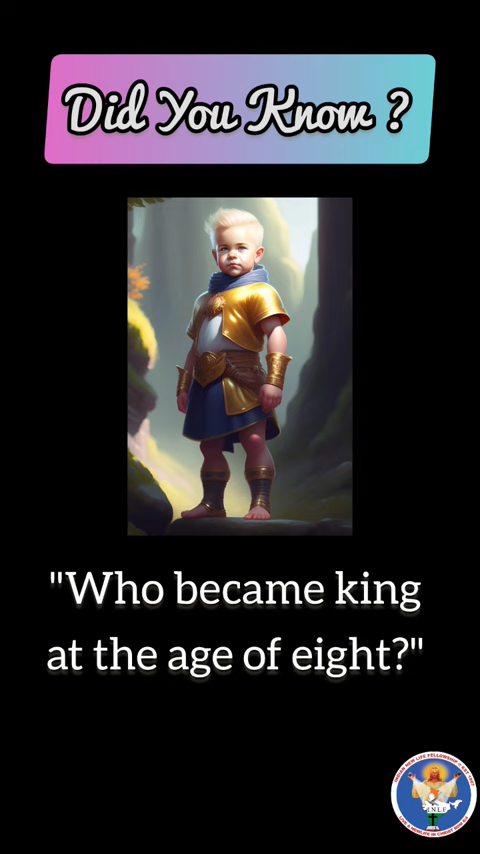 Did You Know ?
"Who became king
at the age of eight?"
I.N.L.F